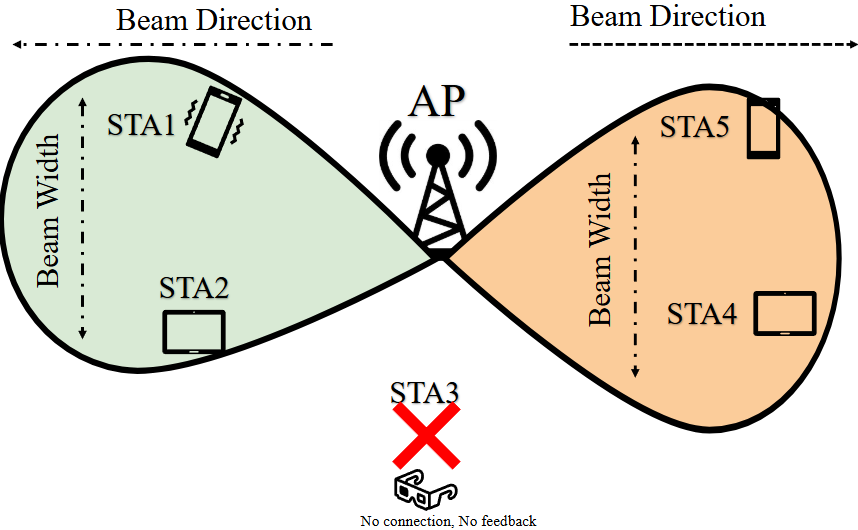 Beam Direction
Beam Direction
AP
STA1
STA5
Beam Width
Beam Width
STA2
STA4
STA3
No connection, No feedback